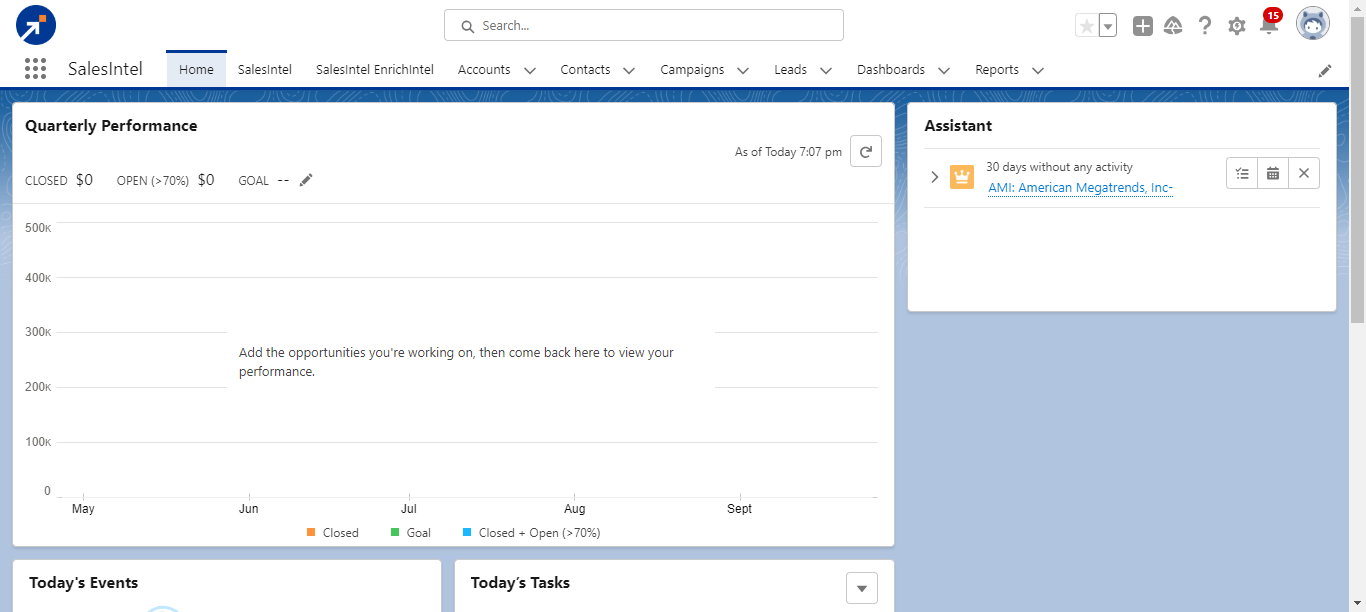 Search...
15
SalesIntel
Home
SalesIntel
SalesIntel EnrichIntel
Accounts
Contacts
Campaigns
Leads
Dashboards
Reports
Quarterly Performance
As of Today 7:07 pm
CLOSED $0 OPEN (>70%) $0 GOAL --
500K
400K
300K
200K
100K
0
Add the opportunities you're working on, then come back here to view your
performance.
May Jun Jul Aug Sept
Closed Goal Closed + Open (>70%)
Assistant
30 days without any activity
AMI: American Megatrends, Inc-
Today's Events
Today's Tasks